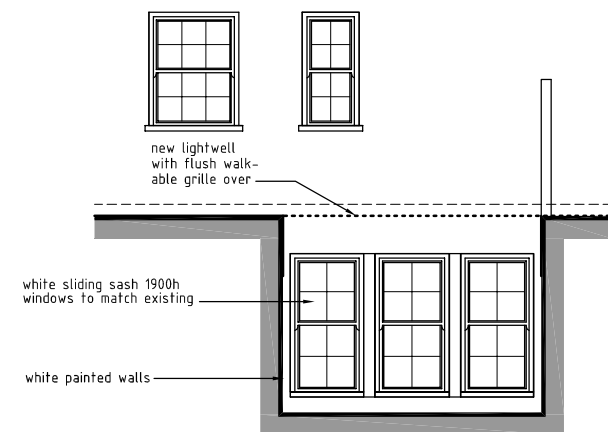 new lightwell
with flush walk-
able grille over
white sliding sash 1900h
windows to match existing
white painted walls